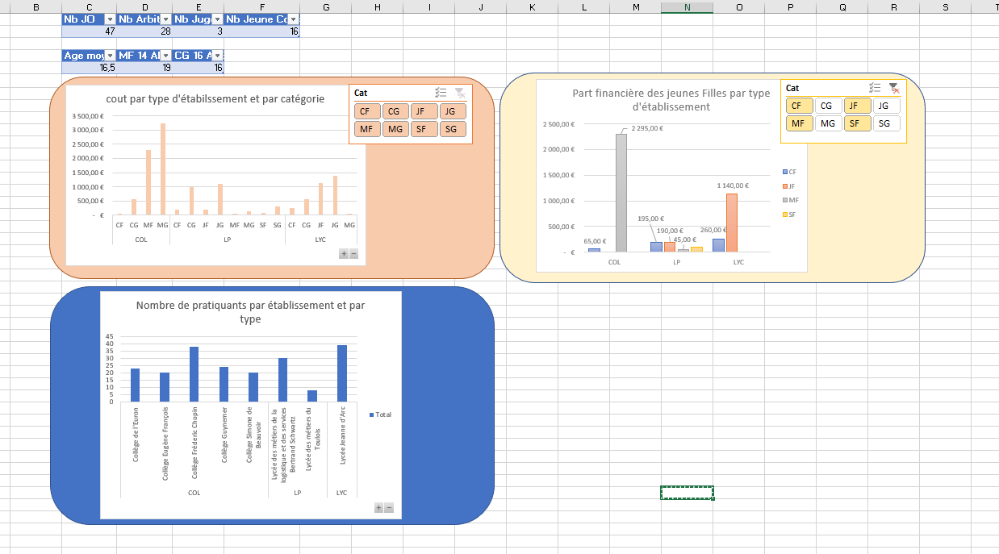 B C D E F G H I J K L M N O P Q R S
Nb JO Nb Arbit Nb Jug Nb Jeune Co
47 28 3 16
Age moy MF 14 A CG 16 A
16,5 19 16
cout par type d'étabilssement et par catégorie
3 500,00 €
3 000,00 €
2 500,00 €
2 000,00 €
1 500,00 €
1 000,00 €
500,00 €
- €
CF CG MF MG CF CG JF JG MF MG SF SG CF CG JF JG MG
COL LP LYC
+ −
Cat
CF CG JF JG
MF MG SF SG
Part financière des jeunes Filles par type
d'établissement
2 500,00 €
2 000,00 €
1 500,00 €
1 000,00 €
500,00 €
- €
2 295,00 €
1 140,00 €
195,00 €
190,00 €
260,00 €
65,00 €
45,00 €
COL LP LYC
CF
JF
MF
SF
Cat
CF CG JF JG
MF MG SF SG
Nombre de pratiquants par établissement et par
type
45
40
35
30
25
20
15
10
5
0
Collège de l'Euron
Collège Eugène François
Collège Fréderic Chopin
Collège Guynemer
Collège Simone de
Beauvoir
Lycée des métiers de la
logistique et des services
Bertrand Schwartz
Lycée des métiers du
Toulois
Lycée Jeanne d'Arc
COL LP LYC
Total
+ −